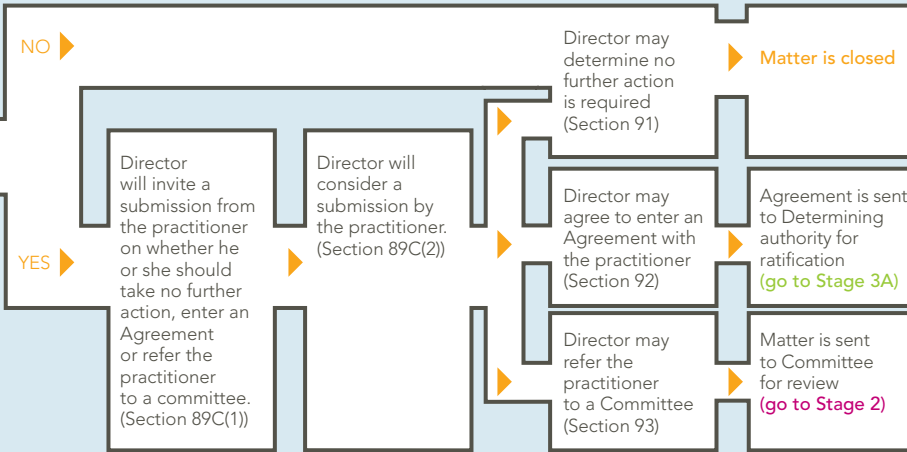 NO
Director may
determine no
further action
is required
(Section 91)
Matter is closed
YES
Director
will invite a
submission from
the practitioner
on whether he
or she should
take no further
action, enter an
Agreement
or refer the
practitioner
to a committee.
(Section 89C(1))
Director will
consider a
submission by
the practitioner.
(Section 89C(2))
Director may
agree to enter an
Agreement with
the practitioner
(Section 92)
Agreement is sent
to Determining
authority for
ratification
(go to Stage 3A)
Director may
refer the
practitioner
to a Committee
(Section 93)
Matter is sent
to Committee
for review
(go to Stage 2)